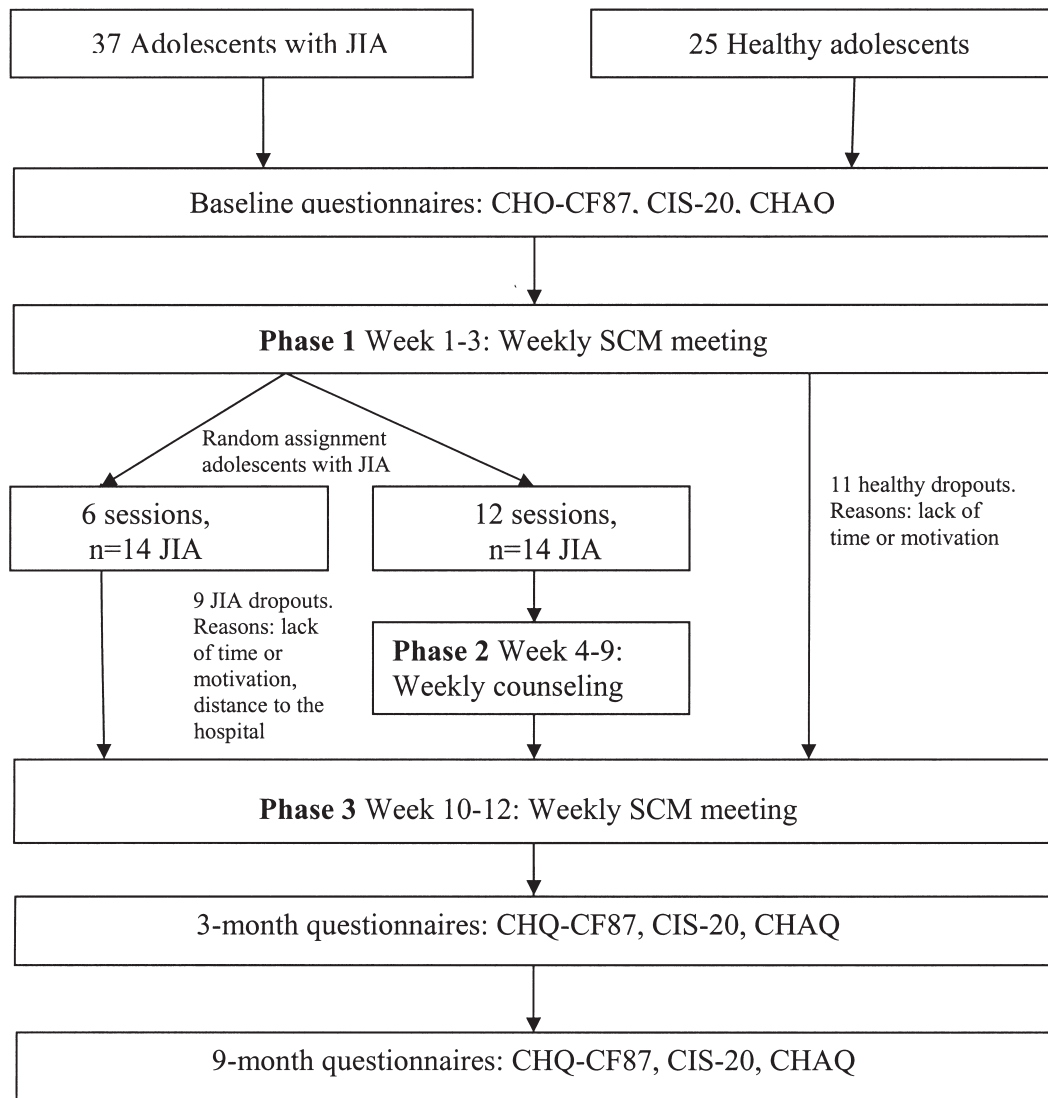 37 Adolescents with JIA
25 Healthy adolescents
Baseline questionnaires: CHQ-CF87, CIS-20, CHAQ
Phase 1 Week 1-3: Weekly SCM meeting
Random assignment
adolescents with JIA
6 sessions,
n=14 JIA
12 sessions,
n=14 JIA
11 healthy dropouts.
Reasons: lack of
time or motivation
9 JIA dropouts.
Reasons: lack
of time or
motivation,
distance to the
hospital
Phase 2 Week 4-9:
Weekly counseling
Phase 3 Week 10-12: Weekly SCM meeting
3-month questionnaires: CHQ-CF87, CIS-20, CHAQ
9-month questionnaires: CHQ-CF87, CIS-20, CHAQ